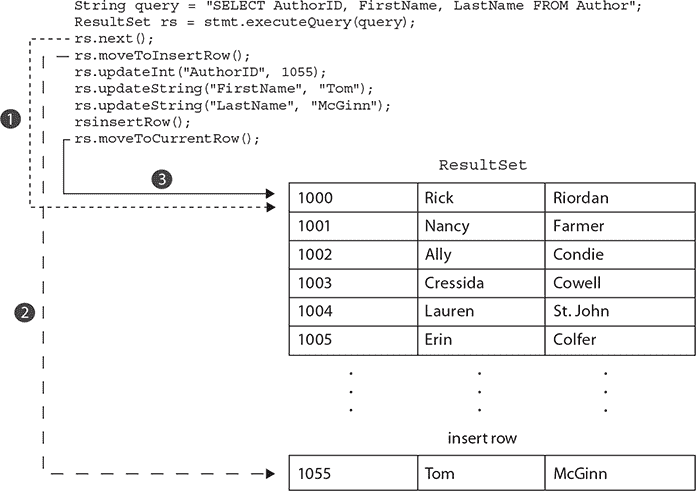 String query = "SELECT AuthorID, FirstName, LastName FROM Author";
ResultSet rs = stmt.executeQuery(query);
rs.next();
rs.moveToInsertRow();
rs.updateInt("AuthorID", 1055);
rs.updateString("FirstName", "Tom");
rs.updateString("LastName", "McGinn");
rsinsertRow();
rs.moveToCurrentRow();
1
3
ResultSet
1000 Rick Riordan
1001 Nancy Farmer
1002 Ally Condie
1003 Cressida Cowell
2
1004 Lauren St. John
1005 Erin Colfer
insert row
1055 Tom McGinn